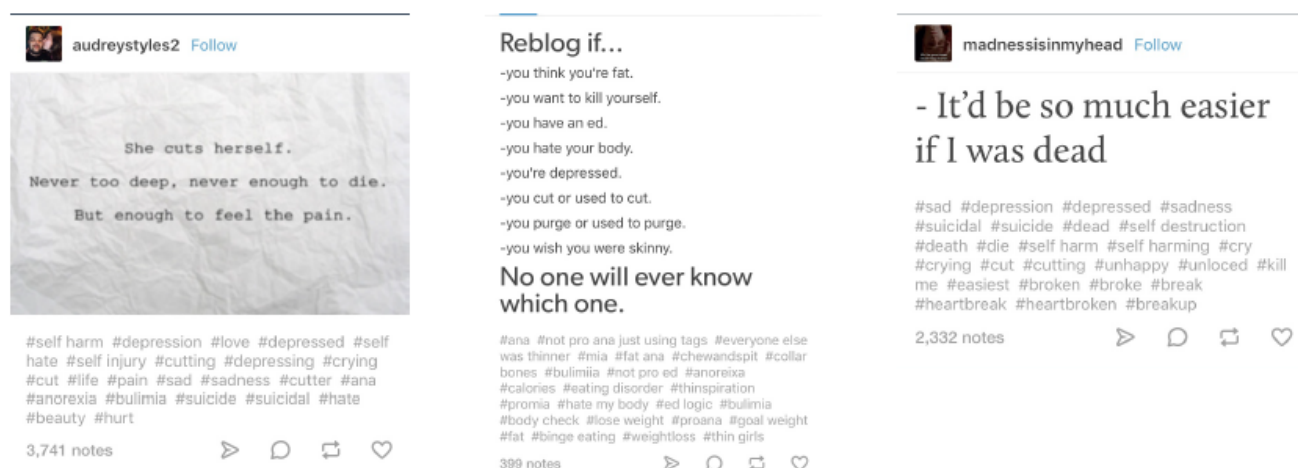 audreystyles2 Follow
She cuts herself.
Never too deep, never enough to die.
But enough to feel the pain.
#self harm #depression #love #depressed #self
hate #self injury #cutting #depressing #crying
#cut #life #pain #sad #sadness #cutter #ana
#anorexia #bulimia #suicide #suicidal #hate
#beauty #hurt
3,741 notes
Reblog if...
-you think you're fat.
-you want to kill yourself.
-you have an ed.
-you hate your body.
-you're depressed.
-you cut or used to cut.
-you purge or used to purge.
-you wish you were skinny.
No one will ever know
which one.
#ana #not pro ana just using tags #everyone else
was thinner #mia #fat ana #chewandspit #collar
bones #bulimiia #not pro ed #anoreixa
#calories #eating disorder #thinspiration
#promia #hate my body #ed logic #bulimia
#body check #lose weight #proana #goal weight
#fat #binge eating #weightloss #thin girls
399 notes
madnessisinmyhead Follow
- It'd be so much easier
if I was dead
#sad #depression #depressed #sadness
#suicidal #suicide #dead #self destruction
#death #die #self harm #self harming #cry
#crying #cut #cutting #unhappy #unloced #kill
me #easiest #broken #broke #break
#heartbreak #heartbroken #breakup
2,332 notes